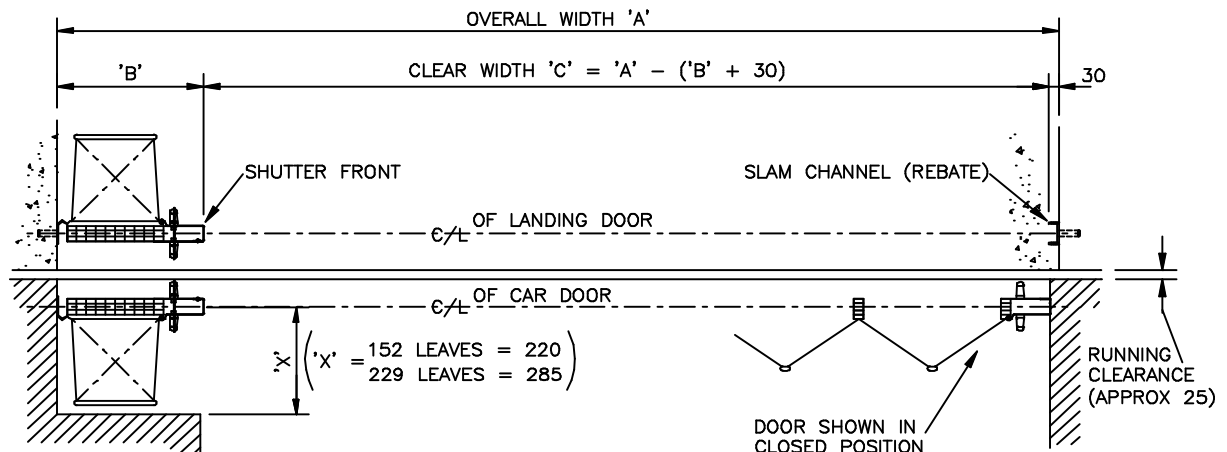 OVERALL WIDTH 'A'
'B'
CLEAR WIDTH 'C' = 'A' - ('B' + 30)
30
SHUTTER FRONT
SLAM CHANNEL (REBATE)
C/L OF LANDING DOOR
C/L OF CAR DOOR
'X'
('X' = 152 LEAVES = 220
229 LEAVES = 285)
RUNNING
CLEARANCE
(APPROX 25)
DOOR SHOWN IN
CLOSED POSITION